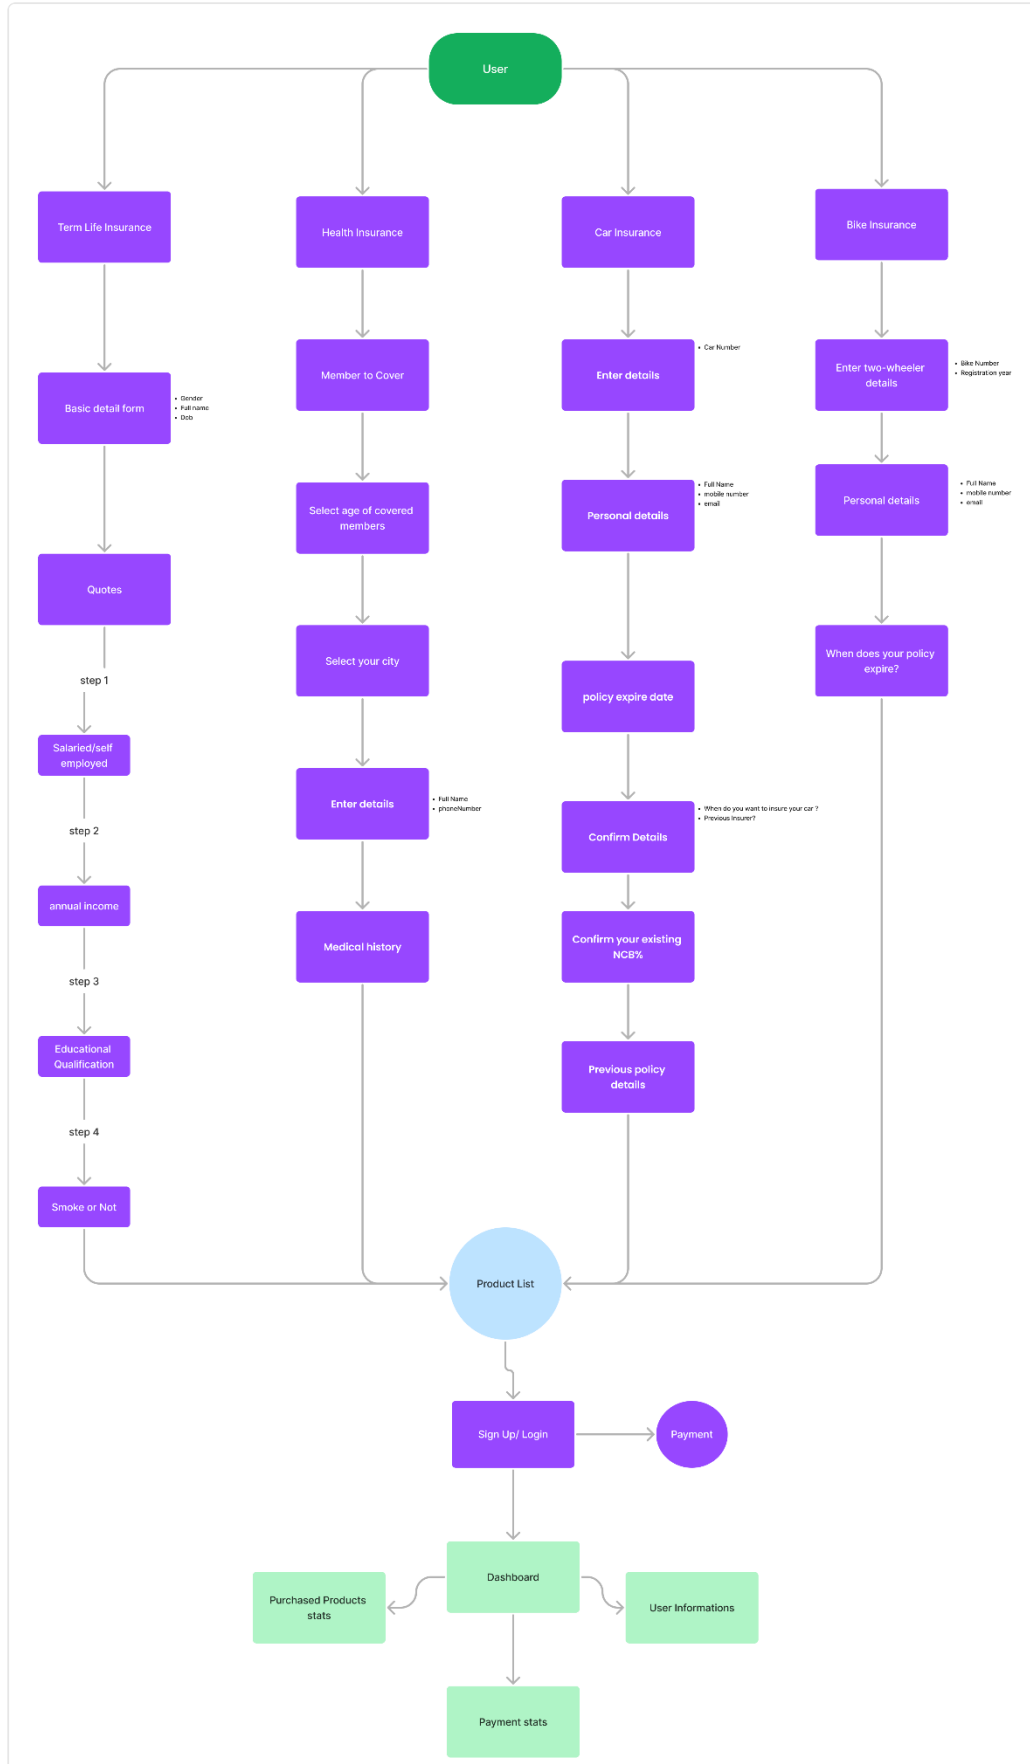 User
Term Life Insurance
Health Insurance
Car Insurance
Bike Insurance
Basic detail form
• Gender
• Full name
• Dob
Member to Cover
Enter details
• Car Number
Enter two-wheeler
details
• Bike Number
• Registration year
Select age of covered
members
Personal details
• Full Name
• mobile number
• email
Personal details
• Full Name
• mobile number
• email
Quotes
Select your city
policy expire date
When does your policy
expire?
step 1
Salaried/self
employed
step 2
annual income
step 3
Educational
Qualification
step 4
Smoke or Not
Enter details
• Full Name
• phoneNumber
Medical history
Confirm Details
• When do you want to insure your car ?
• Previous Insurer?
Confirm your existing
NCB%
Previous policy
details
Product List
Sign Up/ Login
Payment
Dashboard
Purchased Products
stats
User Informations
Payment stats